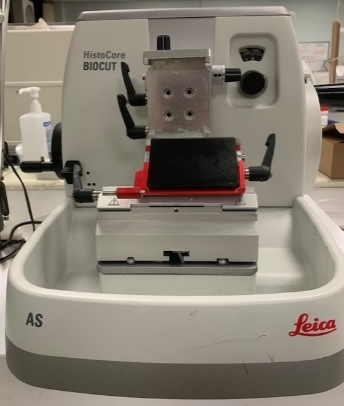 HistoCore
BIOCUT
AS
Leica